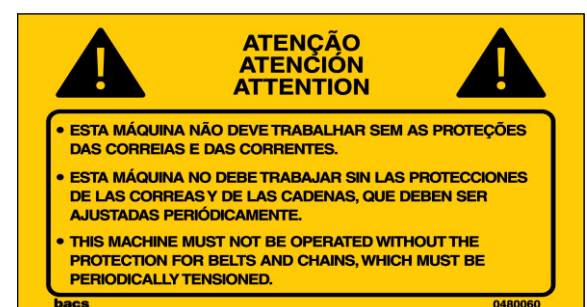 ATENÇÃO
ATENCIÓN
ATTENTION
• ESTA MÁQUINA NÃO DEVE TRABALHAR SEM AS PROTEÇÕES
DAS CORREIAS E DAS CORRENTES.
• ESTA MÁQUINA NO DEBE TRABAJAR SIN LAS PROTECCIONES
DE LAS CORREAS Y DE LAS CADENAS, QUE DEBEN SER
AJUSTADAS PERIÓDICAMENTE.
• THIS MACHINE MUST NOT BE OPERATED WITHOUT THE
PROTECTION FOR BELTS AND CHAINS, WHICH MUST BE
PERIODICALLY TENSIONED.
bacs 0480060